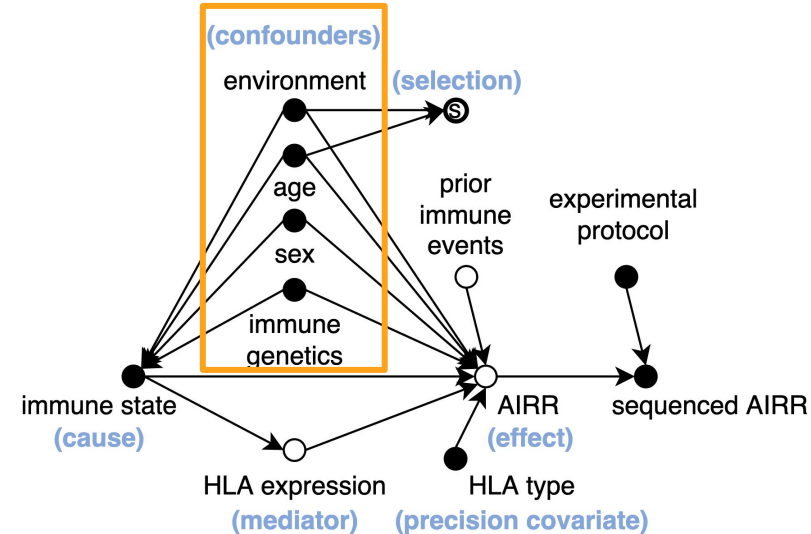 (confounders)
environment
(selection)
S
age
prior
immune
events
experimental
protocol
sex
immune
genetics
immune state
(cause)
AIRR
(effect)
sequenced AIRR
HLA expression
(mediator)
HLA type
(precision covariate)